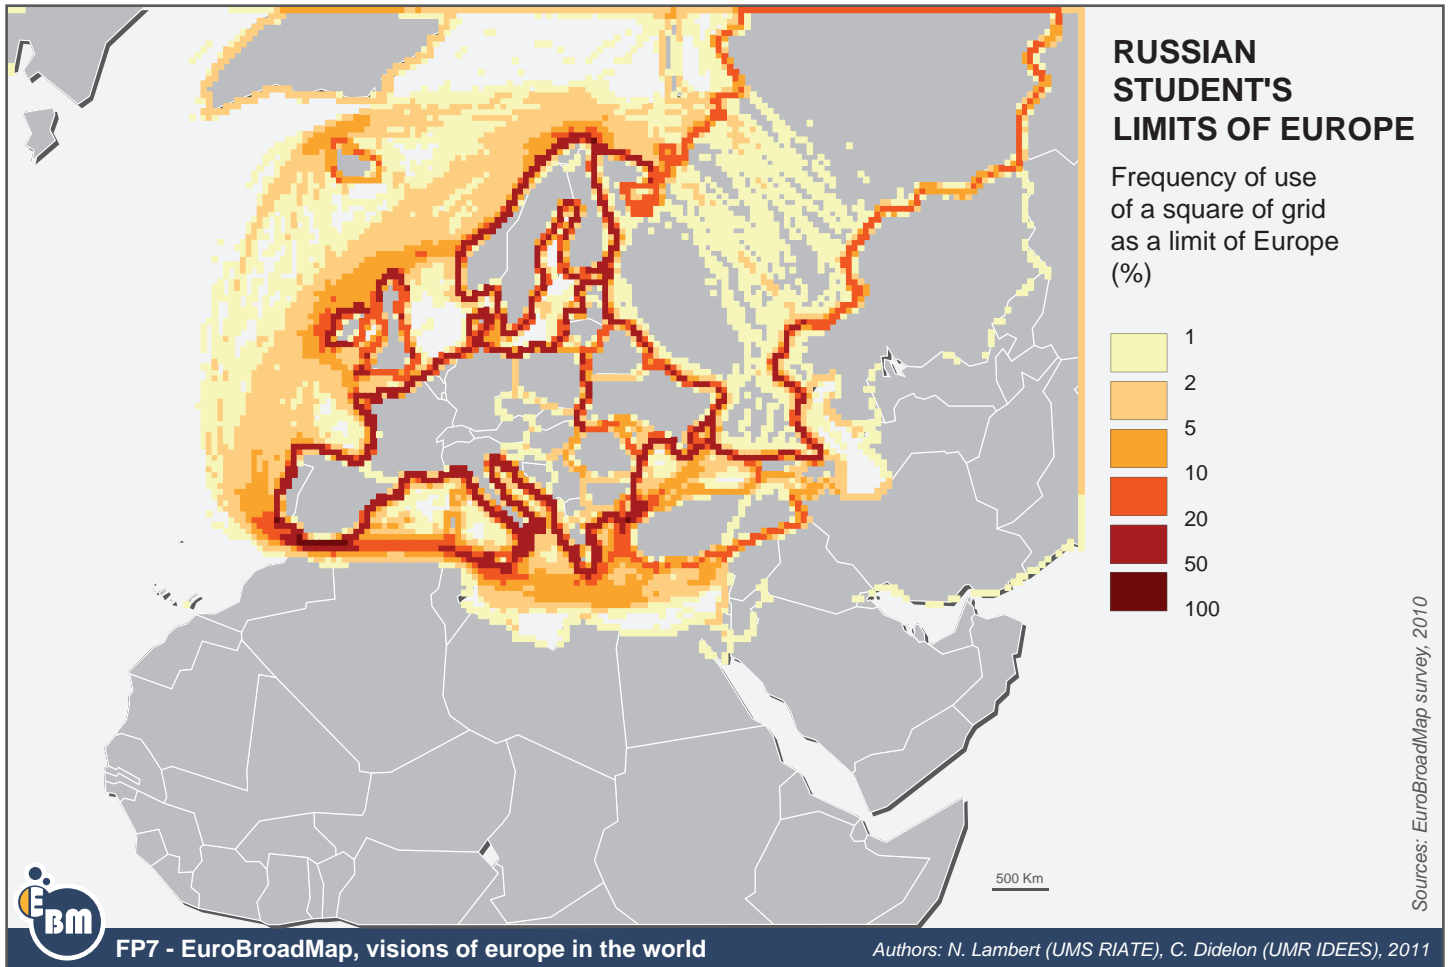 RUSSIAN
STUDENT'S
LIMITS OF EUROPE
Frequency of use
of a square of grid
as a limit of Europe
(%)
1
2
5
10
20
50
100
Sources: EuroBroadMap survey, 2010
500 Km
EBM
FP7 - EuroBroadMap, visions of europe in the world
Authors: N. Lambert (UMS RIATE), C. Didelon (UMR IDEES), 2011